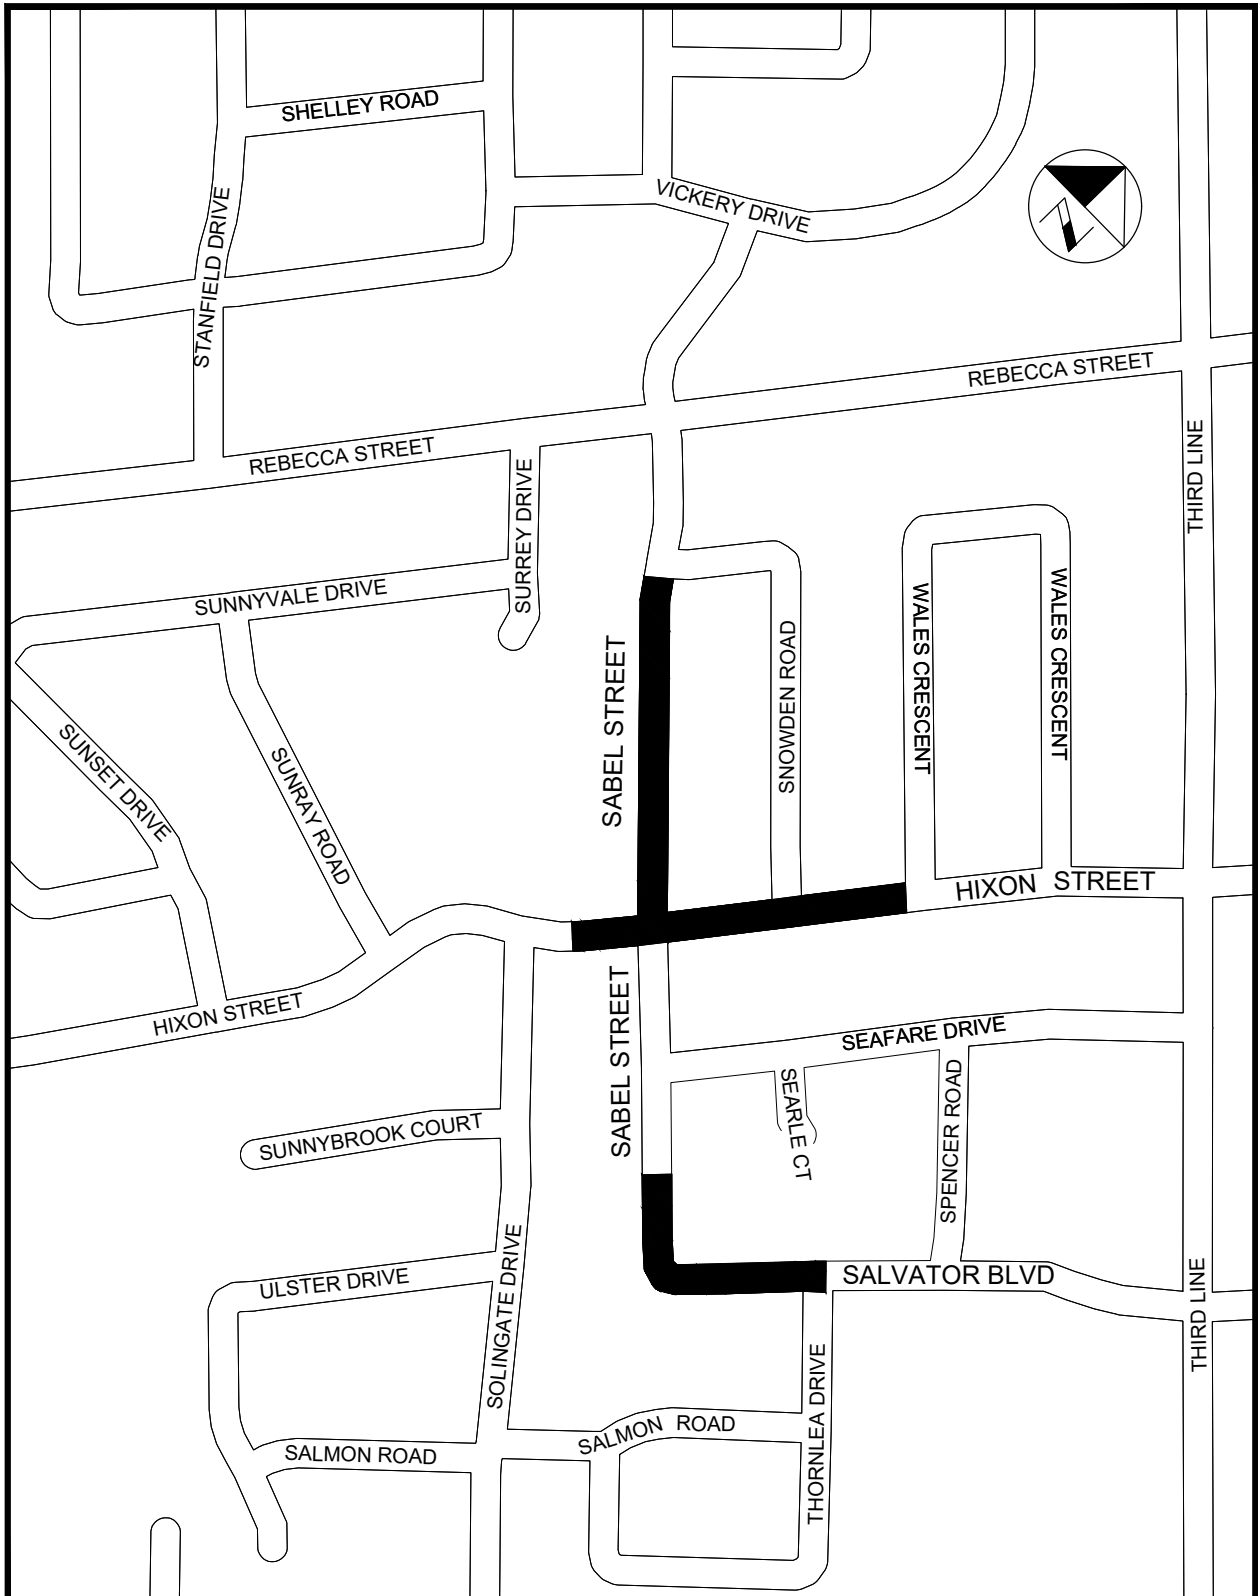 SHELLEY ROAD
VICKERY DRIVE
STANFIELD DRIVE
N
REBECCA STREET
REBECCA STREET
THIRD LINE
SURREY DRIVE
SUNNYVALE DRIVE
SABEL STREET
SNOWDEN ROAD
WALES CRESCENT
WALES CRESCENT
SUNSET DRIVE
SUNRAY ROAD
HIXON STREET
HIXON STREET
SABEL STREET
SEAFARE DRIVE
SEARLE CT
SPENCER ROAD
SUNNYBROOK COURT
ULSTER DRIVE
SOLINGATE DRIVE
SALVATOR BLVD
THIRD LINE
THORNLEA DRIVE
SALMON ROAD
SALMON ROAD